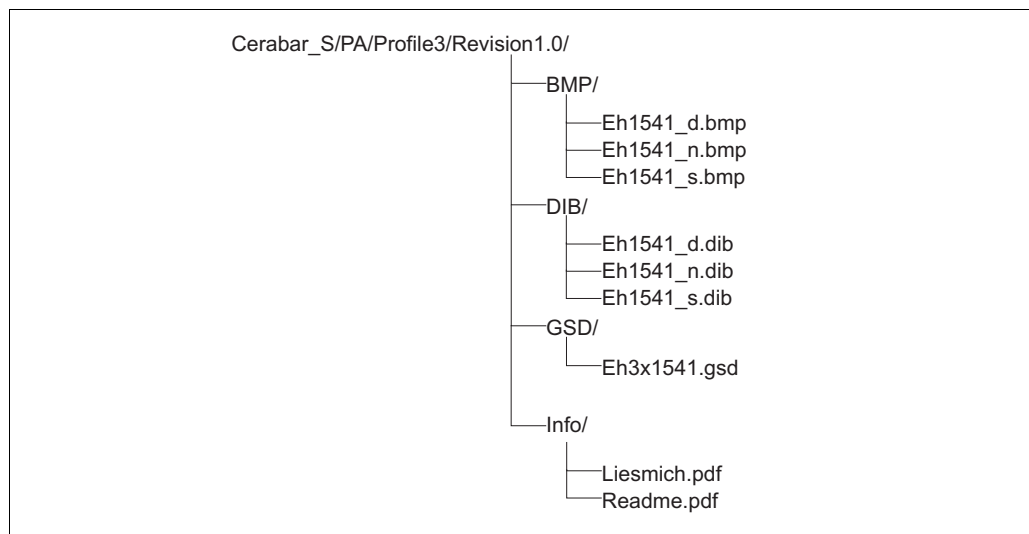 Cerabar_S/PA/Profile3/Revision1.0/
BMP/
Eh1541_d.bmp
Eh1541_n.bmp
Eh1541_s.bmp
DIB/
Eh1541_d.dib
Eh1541_n.dib
Eh1541_s.dib
GSD/
Eh3x1541.gsd
Info/
Liesmich.pdf
Readme.pdf